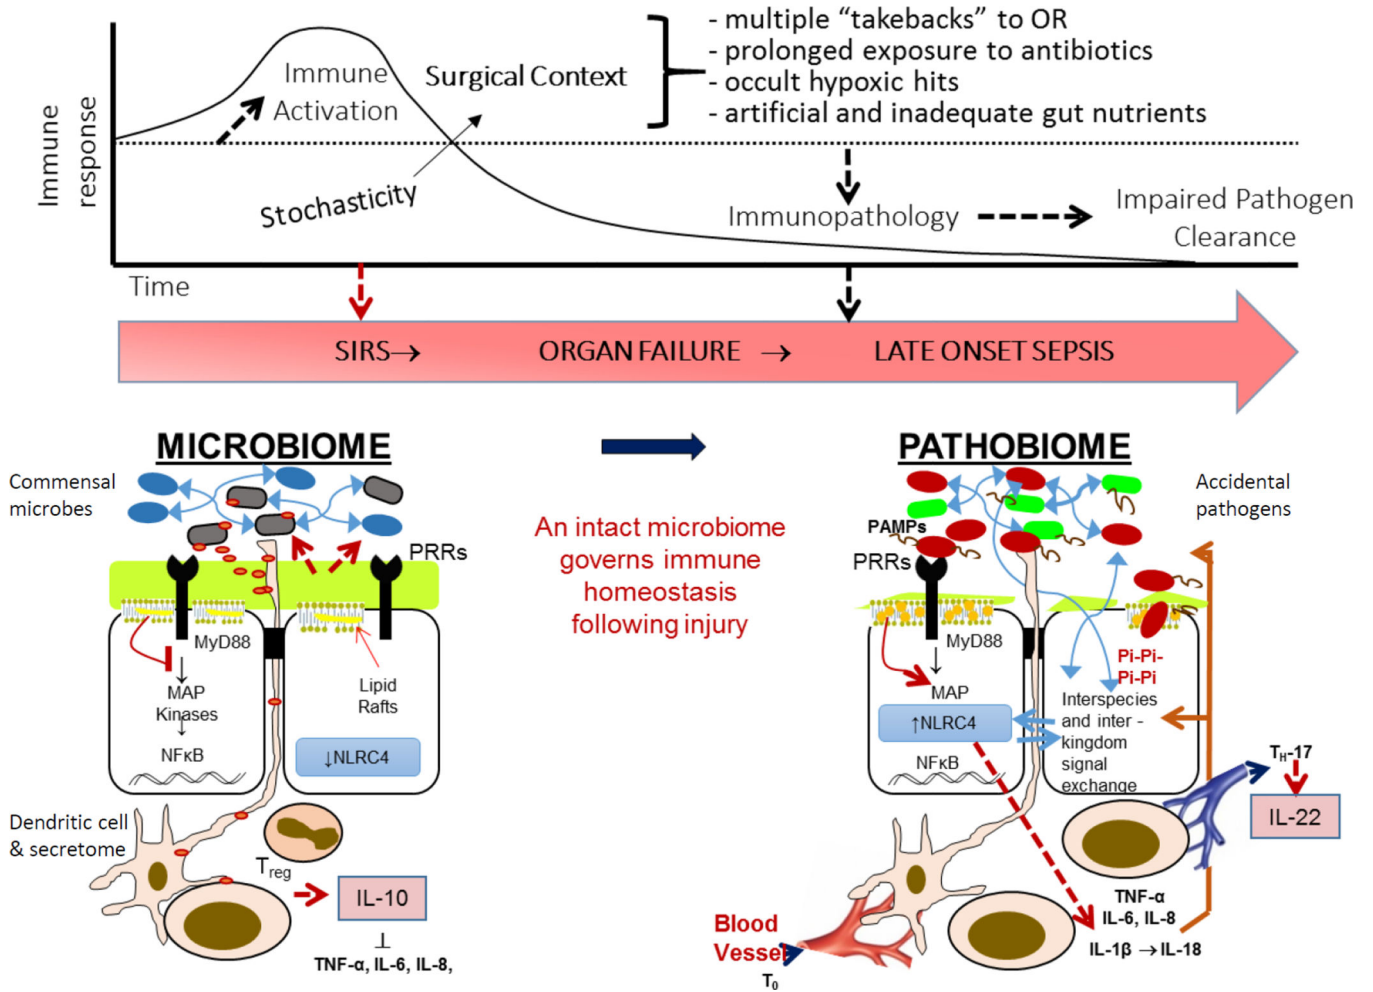 - multiple “takebacks” to OR
- prolonged exposure to antibiotics
- occult hypoxic hits
- artificial and inadequate gut nutrients
Surgical Context
Immune
Activation
Immune
response
Stochasticity
Immunopathology
Impaired Pathogen
Clearance
Time
SIRS→
ORGAN FAILURE →
LATE ONSET SEPSIS
MICROBIOME
Commensal
microbes
PRRs
MyD88
MAP
Kinases
NFκB
Lipid
Rafts
↓NLRC4
Dendritic cell
& secretome
Treg
IL-10
⊥
TNF-α, IL-6, IL-8,
An intact microbiome
governs immune
homeostasis
following injury
PATHOBIOME
Accidental
pathogens
PAMPs
PRRs
MyD88
MAP
↑NLRC4
NFκB
Pi-Pi-
Pi-Pi
Interspecies
and inter -
kingdom
signal
exchange
TH-17
IL-22
TNF-α
IL-6, IL-8
IL-1β →IL-18
Blood
Vessel
T0